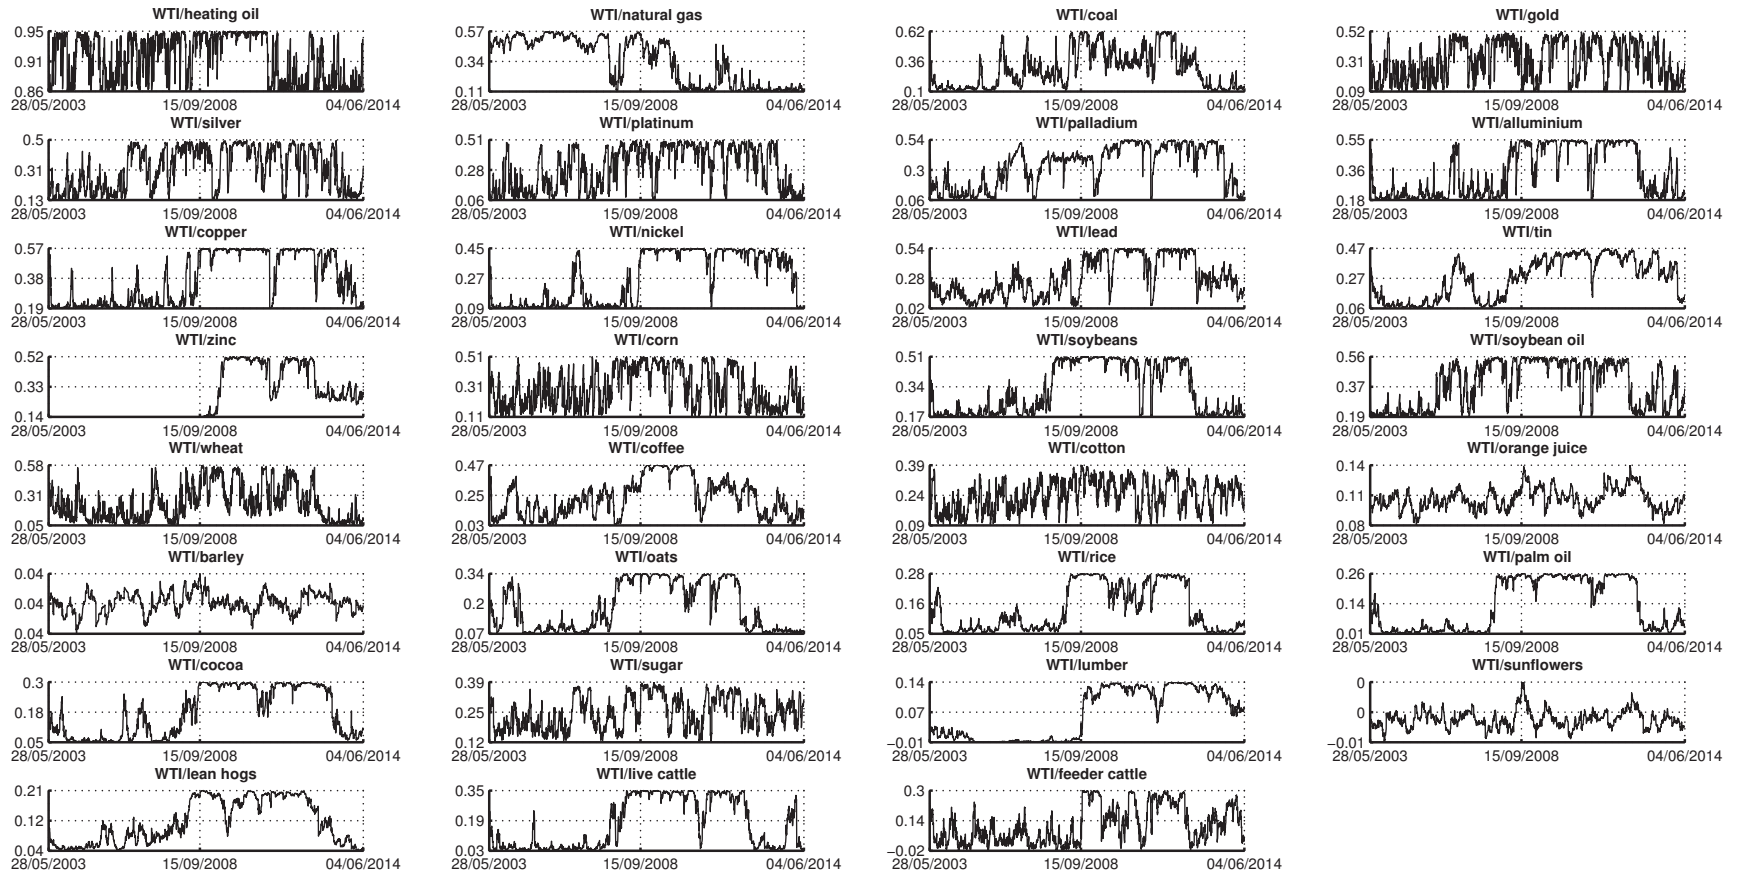 WTI/heating oil
0.95
0.91
0.86
28/05/2003 15/09/2008 04/06/2014
WTI/natural gas
0.57
0.34
0.11
28/05/2003 15/09/2008 04/06/2014
WTI/coal
0.62
0.36
0.1
28/05/2003 15/09/2008 04/06/2014
WTI/gold
0.52
0.31
0.09
28/05/2003 15/09/2008 04/06/2014
WTI/silver
0.5
0.31
0.13
28/05/2003 15/09/2008 04/06/2014
WTI/platinum
0.51
0.28
0.06
28/05/2003 15/09/2008 04/06/2014
WTI/palladium
0.54
0.3
0.06
28/05/2003 15/09/2008 04/06/2014
WTI/alluminium
0.55
0.36
0.18
28/05/2003 15/09/2008 04/06/2014
WTI/copper
0.57
0.38
0.19
28/05/2003 15/09/2008 04/06/2014
WTI/nickel
0.45
0.27
0.09
28/05/2003 15/09/2008 04/06/2014
WTI/lead
0.54
0.28
0.02
28/05/2003 15/09/2008 04/06/2014
WTI/tin
0.47
0.27
0.06
28/05/2003 15/09/2008 04/06/2014
WTI/zinc
0.52
0.33
0.14
28/05/2003 15/09/2008 04/06/2014
WTI/corn
0.51
0.31
0.11
28/05/2003 15/09/2008 04/06/2014
WTI/soybeans
0.51
0.34
0.17
28/05/2003 15/09/2008 04/06/2014
WTI/soybean oil
0.56
0.37
0.19
28/05/2003 15/09/2008 04/06/2014
WTI/wheat
0.58
0.31
0.05
28/05/2003 15/09/2008 04/06/2014
WTI/coffee
0.47
0.25
0.03
28/05/2003 15/09/2008 04/06/2014
WTI/cotton
0.39
0.24
0.09
28/05/2003 15/09/2008 04/06/2014
WTI/orange juice
0.14
0.11
0.08
28/05/2003 15/09/2008 04/06/2014
WTI/barley
0.04
0.04
0.04
28/05/2003 15/09/2008 04/06/2014
WTI/oats
0.34
0.2
0.07
28/05/2003 15/09/2008 04/06/2014
WTI/rice
0.28
0.16
0.05
28/05/2003 15/09/2008 04/06/2014
WTI/palm oil
0.26
0.14
0.01
28/05/2003 15/09/2008 04/06/2014
WTI/cocoa
0.3
0.18
0.05
28/05/2003 15/09/2008 04/06/2014
WTI/sugar
0.39
0.25
0.12
28/05/2003 15/09/2008 04/06/2014
WTI/lumber
0.14
0.07
−0.01
28/05/2003 15/09/2008 04/06/2014
WTI/sunflowers
0
0
−0.01
28/05/2003 15/09/2008 04/06/2014
WTI/lean hogs
0.21
0.12
0.04
28/05/2003 15/09/2008 04/06/2014
WTI/live cattle
0.35
0.19
0.03
28/05/2003 15/09/2008 04/06/2014
WTI/feeder cattle
0.3
0.14
−0.02
28/05/2003 15/09/2008 04/06/2014